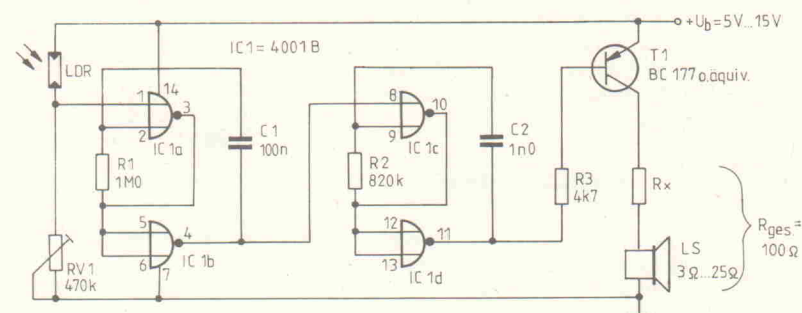 +Ub=5V...15V
IC1= 4001B
LDR
T1
BC 177 o.äquiv.
14
1
3
2
IC 1a
C1
100n
8
10
9
IC 1c
C2
1n0
R1
1M0
R2
820k
R3
4k7
Rx
Rges.=
100Ω
5
4
6
7
IC 1b
12
11
13
IC 1d
RV1
470k
LS
3Ω...25Ω